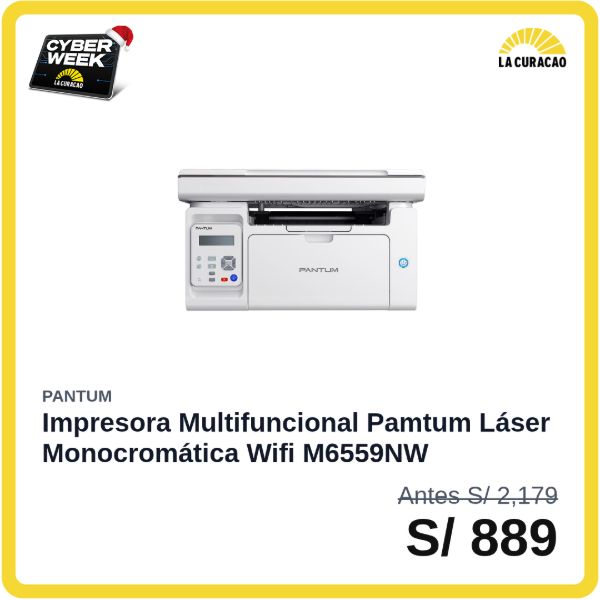 CYBER
WEEK
LA CURACAO
LA CURACAO
PANTUM
PANTUM
PANTUM
Impresora Multifuncional Pamtum Láser
Monocromática Wifi M6559NW
Antes S/ 2,179
S/ 889